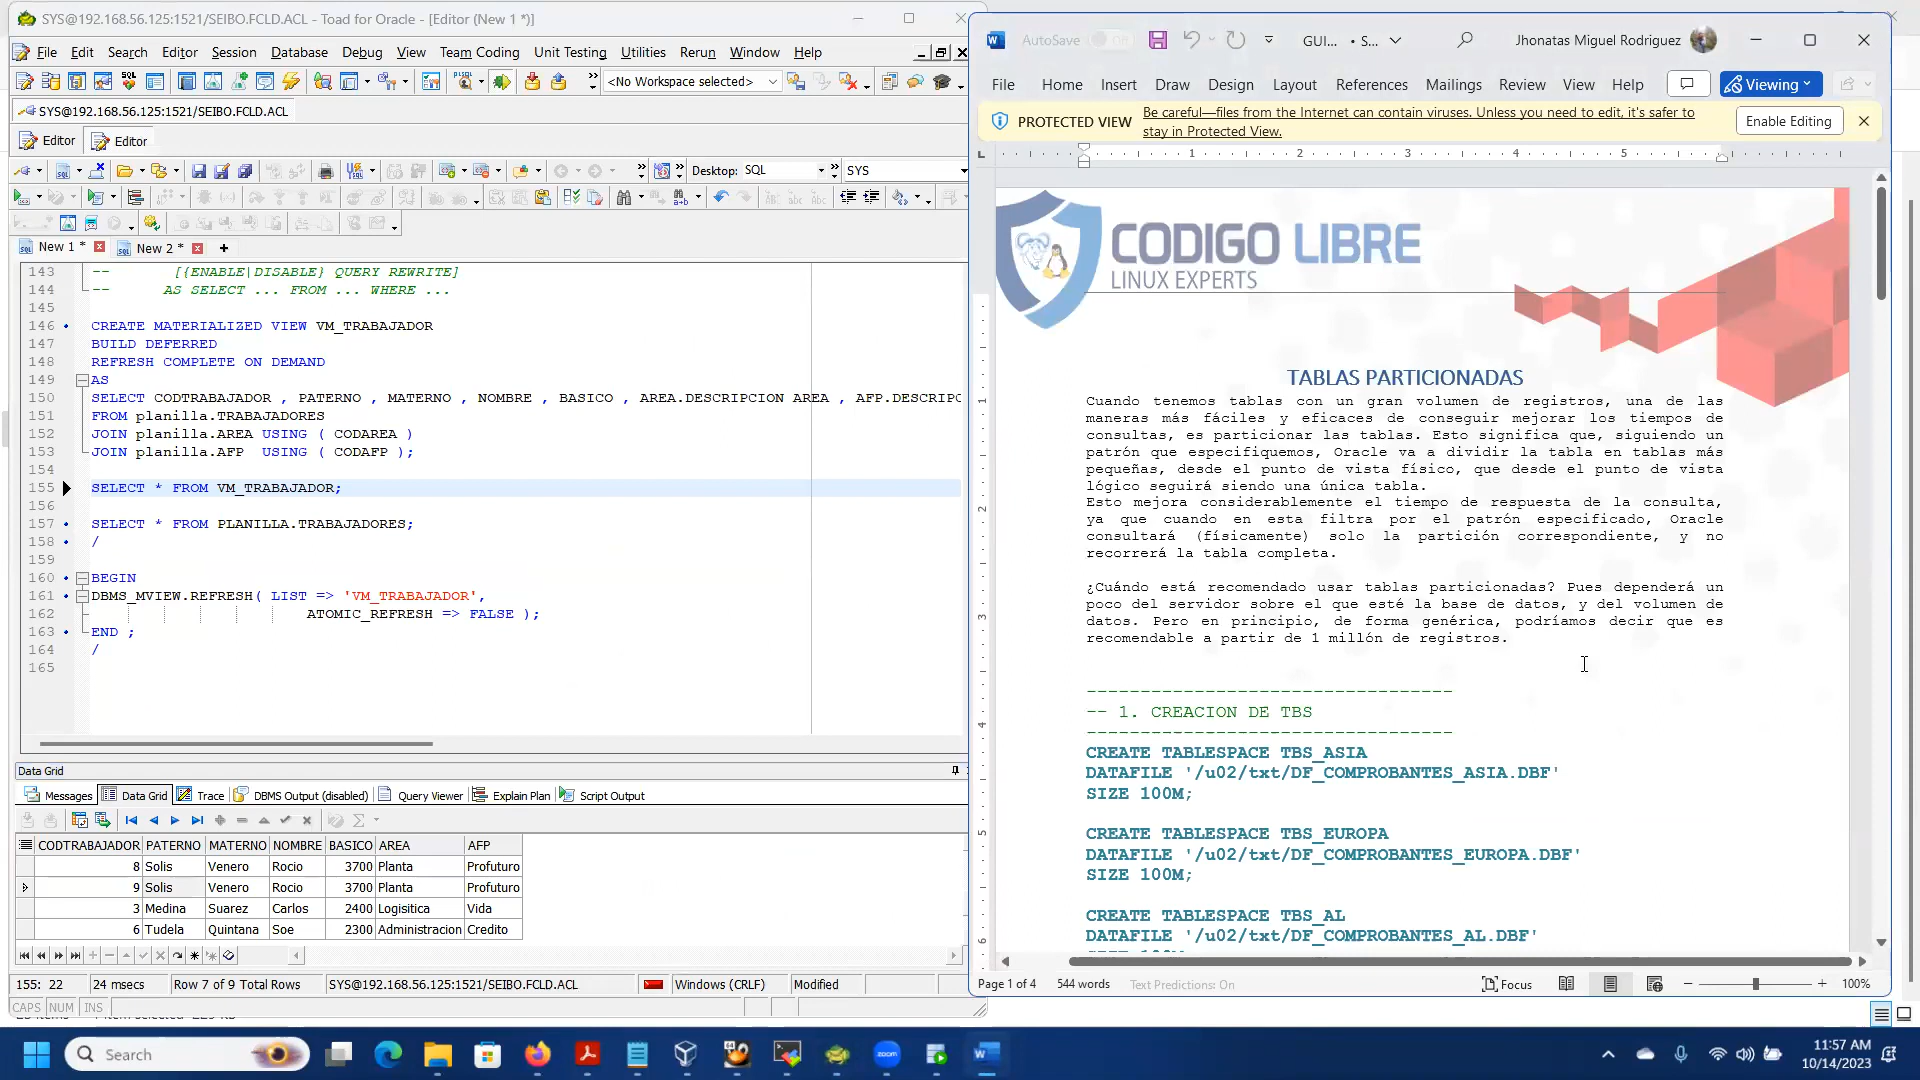 SYS@192.168.56.125:1521/SEIBO.FCLD.ACL - Toad for Oracle - [Editor (New 1 *)]
File Edit Search Editor Session Database Debug View Team Coding Unit Testing Utilities Rerun Window Help
<No Workspace selected>
SYS@192.168.56.125:1521/SEIBO.FCLD.ACL
Editor Editor
Desktop: SQL SYS
New 1 * New 2 *
143 -- [{ENABLE|DISABLE} QUERY REWRITE]
144 -- AS SELECT ... FROM ... WHERE ...
145
146 CREATE MATERIALIZED VIEW VM_TRABAJADOR
147 BUILD DEFERRED
148 REFRESH COMPLETE ON DEMAND
149 AS
150 SELECT CODTRABAJADOR , PATERNO , MATERNO , NOMBRE , BASICO , AREA.DESCRIPCION AREA , AFP.DESCRIPC
151 FROM planilla.TRABAJADORES
152 JOIN planilla.AREA USING ( CODAREA )
153 JOIN planilla.AFP USING ( CODAFP );
154
155 SELECT * FROM VM_TRABAJADOR;
156
157 SELECT * FROM PLANILLA.TRABAJADORES;
158 /
159
160 BEGIN
161 DBMS_MVIEW.REFRESH( LIST => 'VM_TRABAJADOR',
162 ATOMIC_REFRESH => FALSE );
163 END ;
164 /
165
Data Grid
Messages Data Grid Trace DBMS Output (disabled) Query Viewer Explain Plan Script Output
CODTRABAJADOR PATERNO MATERNO NOMBRE BASICO AREA AFP
8 Solis Venero Rocio 3700 Planta Profuturo
9 Solis Venero Rocio 3700 Planta Profuturo
3 Medina Suarez Carlos 2400 Logisitica Vida
6 Tudela Quintana Soe 2300 Administracion Credito
155: 22 24 msecs Row 7 of 9 Total Rows SYS@192.168.56.125:1521/SEIBO.FCLD.ACL Windows (CRLF) Modified
CAPS NUM INS
AutoSave Off GUI... • S... Jhonatas Miguel Rodriguez
File Home Insert Draw Design Layout References Mailings Review View Help Viewing
PROTECTED VIEW Be careful—files from the Internet can contain viruses. Unless you need to edit, it's safer to stay in Protected View. Enable Editing
1 2 3 4 5
CODIGO LIBRE
LINUX EXPERTS
TABLAS PARTICIONADAS
Cuando tenemos tablas con un gran volumen de registros, una de las
maneras más fáciles y eficaces de conseguir mejorar los tiempos de
consultas, es particionar las tablas. Esto significa que, siguiendo un
patrón que especifiquemos, Oracle va a dividir la tabla en tablas más
pequeñas, desde el punto de vista físico, que desde el punto de vista
lógico seguirá siendo una única tabla.
Esto mejora considerablemente el tiempo de respuesta de la consulta,
ya que cuando en esta filtra por el patrón especificado, Oracle
consultará (físicamente) solo la partición correspondiente, y no
recorrerá la tabla completa.
¿Cuándo está recomendado usar tablas particionadas? Pues dependerá un
poco del servidor sobre el que esté la base de datos, y del volumen de
datos. Pero en principio, de forma genérica, podríamos decir que es
recomendable a partir de 1 millón de registros.
----------------------------------
-- 1. CREACION DE TBS
----------------------------------
CREATE TABLESPACE TBS_ASIA
DATAFILE '/u02/txt/DF_COMPROBANTES_ASIA.DBF'
SIZE 100M;
CREATE TABLESPACE TBS_EUROPA
DATAFILE '/u02/txt/DF_COMPROBANTES_EUROPA.DBF'
SIZE 100M;
CREATE TABLESPACE TBS_AL
DATAFILE '/u02/txt/DF_COMPROBANTES_AL.DBF'
Page 1 of 4 544 words Text Predictions: On Focus 100%
Search
11:57 AM
10/14/2023